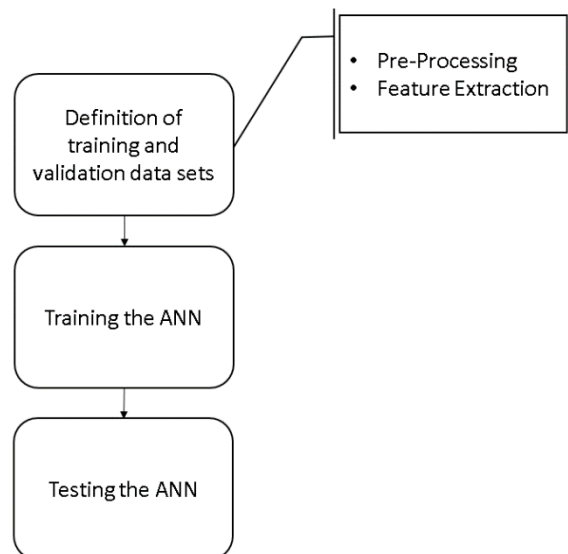 • Pre-Processing
• Feature Extraction
Definition of
training and
validation data sets
Training the ANN
Testing the ANN